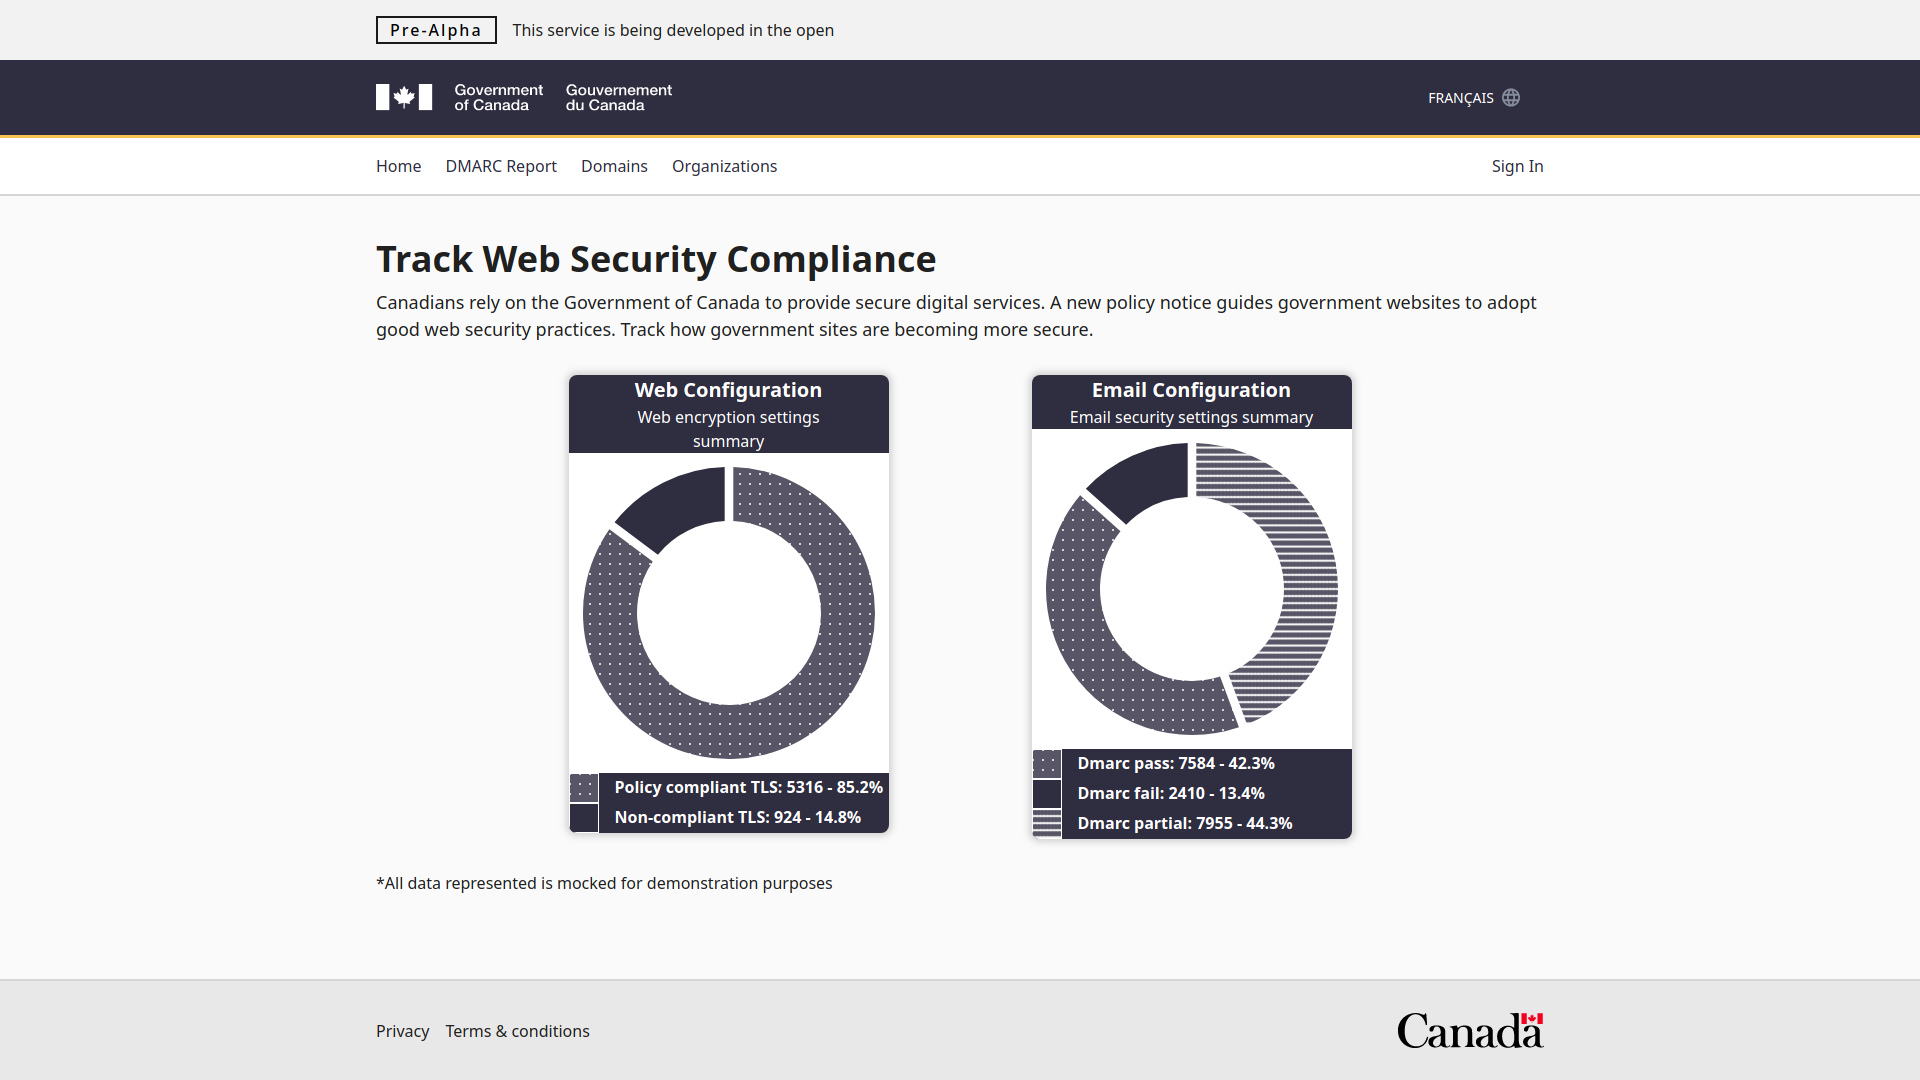 Pre-Alpha
This service is being developed in the open
Government
of Canada
Gouvernement
du Canada
FRANÇAIS
Home
DMARC Report
Domains
Organizations
Sign In
Track Web Security Compliance
Canadians rely on the Government of Canada to provide secure digital services. A new policy notice guides government websites to adopt
good web security practices. Track how government sites are becoming more secure.
Web Configuration
Web encryption settings
summary
Policy compliant TLS: 5316 - 85.2%
Non-compliant TLS: 924 - 14.8%
Email Configuration
Email security settings summary
Dmarc pass: 7584 - 42.3%
Dmarc fail: 2410 - 13.4%
Dmarc partial: 7955 - 44.3%
*All data represented is mocked for demonstration purposes
Privacy
Terms & conditions
Canada